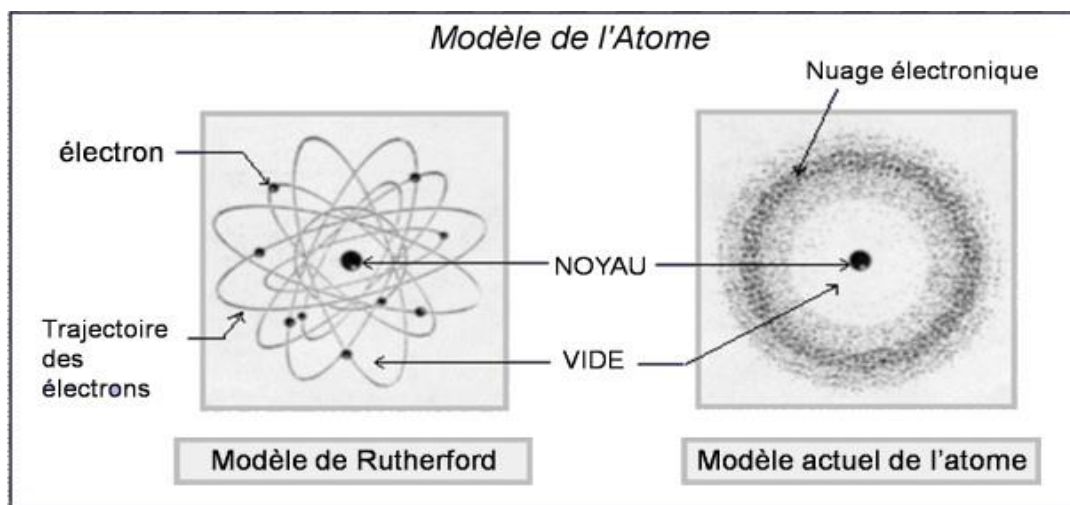 Modèle de l'Atome
Nuage électronique
électron
NOYAU
Trajectoire
des
électrons
VIDE
Modèle de Rutherford
Modèle actuel de l'atome